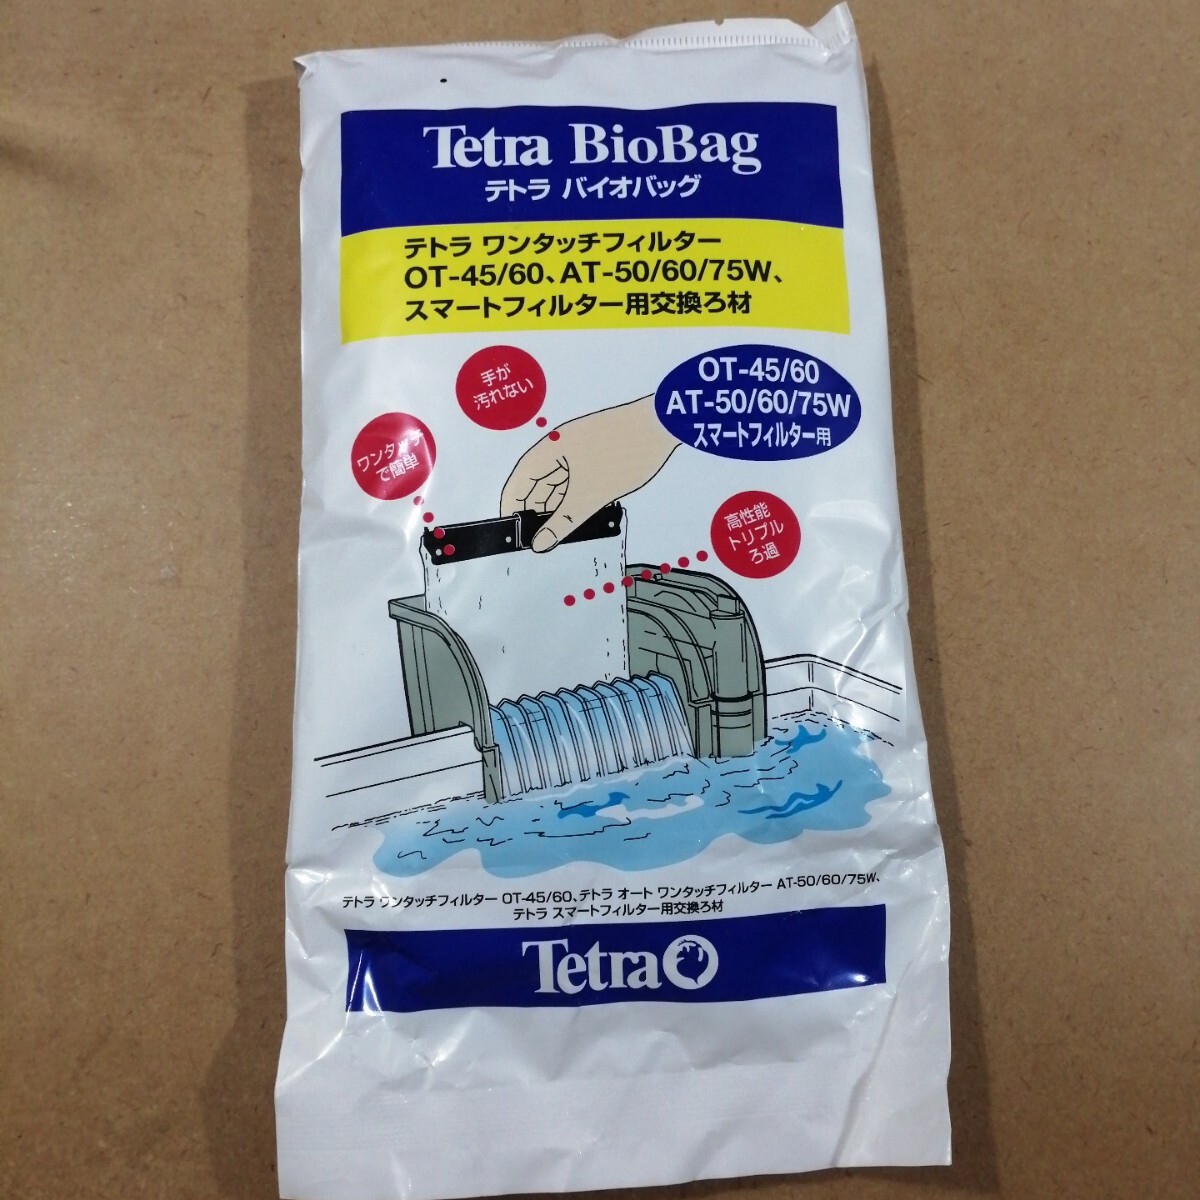 Tetra BioBag
テトラ バイオバッグ
テトラ ワンタッチフィルター
OT-45/60、AT-50/60/75W、
スマートフィルター用交換ろ材
OT-45/60
AT-50/60/75W
スマートフィルター用
手が
汚れない
ワンタッチ
で簡単
高性能
トリプル
ろ過
テトラ ワンタッチフィルター OT-45/60、テトラ オート ワンタッチフィルター AT-50/60/75W、
テトラ スマートフィルター用交換ろ材
Tetra